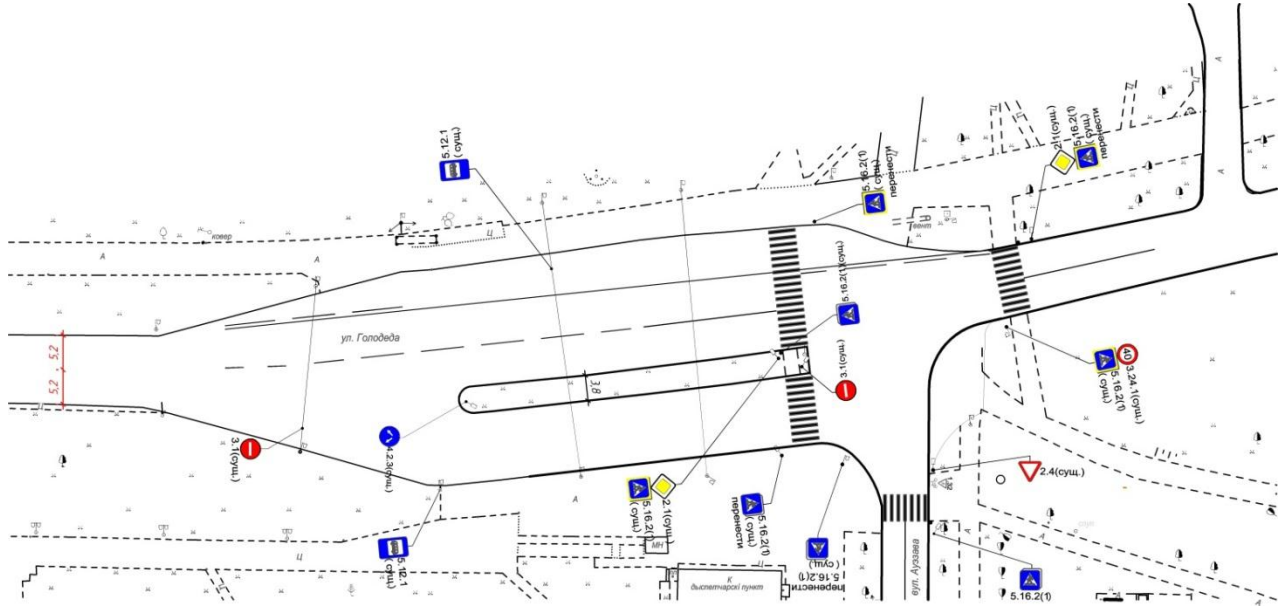 5.12.1
( сущ.)
5.16.2(1)
( сущ.)
перенести
2.1(сущ.)
5.16.2(1)
( сущ.)
перенести
ковер
Ц
А
А
А
А
вент
5.16.2(1)(сущ.)
ул. Голодеда
5,2
5,2
3,8
3.1(сущ.)
40
3.24.1(сущ.)
5.16.2(1)
( сущ.)
3.1(сущ.)
4.2.3(сущ.)
2.4(сущ.)
5.16.2(1)
( сущ.)
2.1(сущ.)
5.16.2(1)
( сущ.)
перенести
5.16.2(1)
( сущ.)
перенести
5.12.1
А
Ц
МН
К
дыспетчарскі пункт
Ц
5.16.2(1)
А
А
А